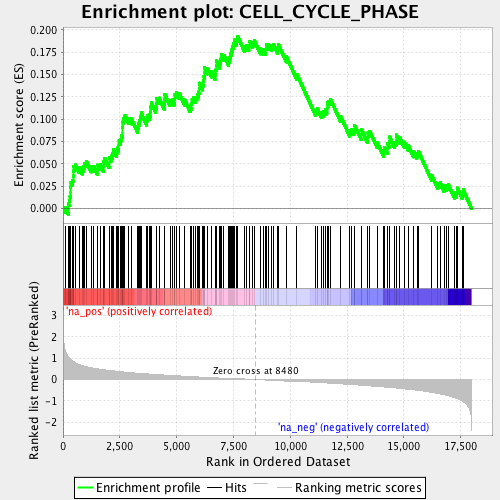 Enrichment plot: CELL_CYCLE_PHASE
Enrichment score (ES)
0.200
0.175
0.150
0.125
0.100
0.075
0.050
0.025
0.000
'na_pos' (positively correlated)
Ranked list metric (PreRanked)
3
2
1
0
-1
-2
Zero cross at 8480
'na_neg' (negatively correlated)
0
2,500
5,000
7,500
10,000
12,500
15,000
17,500
Rank in Ordered Dataset
Enrichment profile
Hits
Ranking metric scores